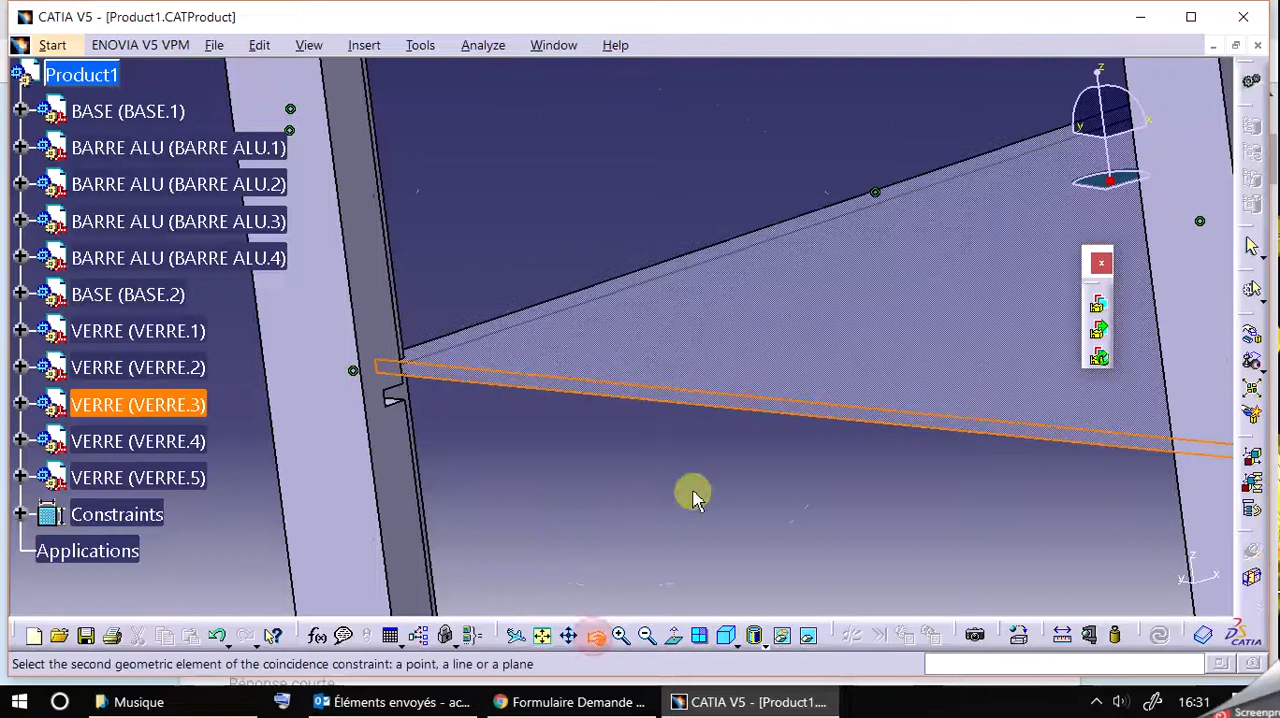 CATIA V5 - [Product1.CATProduct]
Start ENOVIA V5 VPM File Edit View Insert Tools Analyze Window Help
Product1
BASE (BASE.1)
BARRE ALU (BARRE ALU.1)
BARRE ALU (BARRE ALU.2)
BARRE ALU (BARRE ALU.3)
BARRE ALU (BARRE ALU.4)
BASE (BASE.2)
VERRE (VERRE.1)
VERRE (VERRE.2)
VERRE (VERRE.3)
VERRE (VERRE.4)
VERRE (VERRE.5)
Constraints
Applications
z
y x
z
y x
f(x)
CATIA
Select the second geometric element of the coincidence constraint: a point, a line or a plane
Réponse courte
Musique Éléments envoyés - ac... Formulaire Demande ... CATIA V5 - [Product1.... 16:31
Screenpr